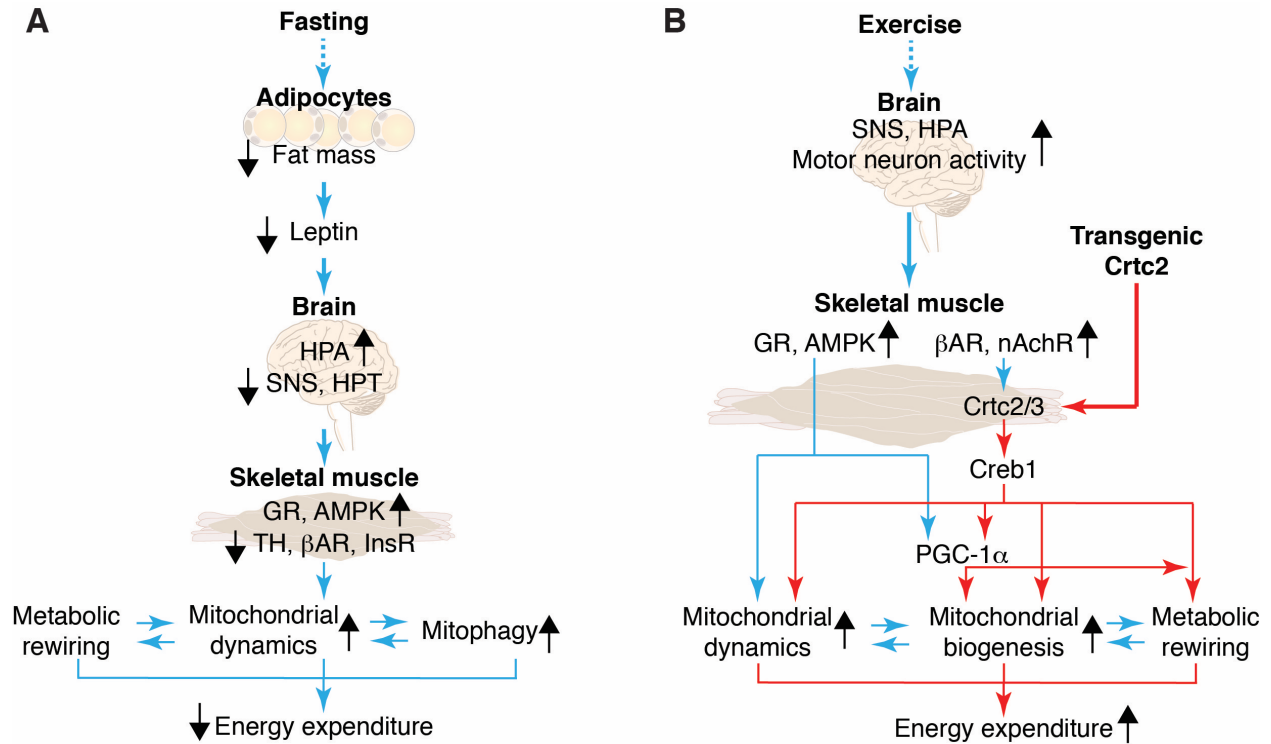 A
Fasting
Adipocytes
Fat mass
Leptin
Brain
HPA
SNS, HPT
Skeletal muscle
GR, AMPK
TH, βAR, InsR
Metabolic
rewiring
Mitochondrial
dynamics
Mitophagy
Energy expenditure
B
Exercise
Brain
SNS, HPA
Motor neuron activity
Transgenic
Crtc2
Skeletal muscle
GR, AMPK
βAR, nAchR
Crtc2/3
Creb1
PGC-1α
Mitochondrial
dynamics
Mitochondrial
biogenesis
Metabolic
rewiring
Energy expenditure